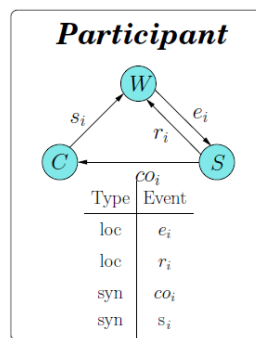 Participant
W
s_i
e_i
r_i
C
S
co_i
Type Event
loc e_i
loc r_i
syn co_i
syn s_i